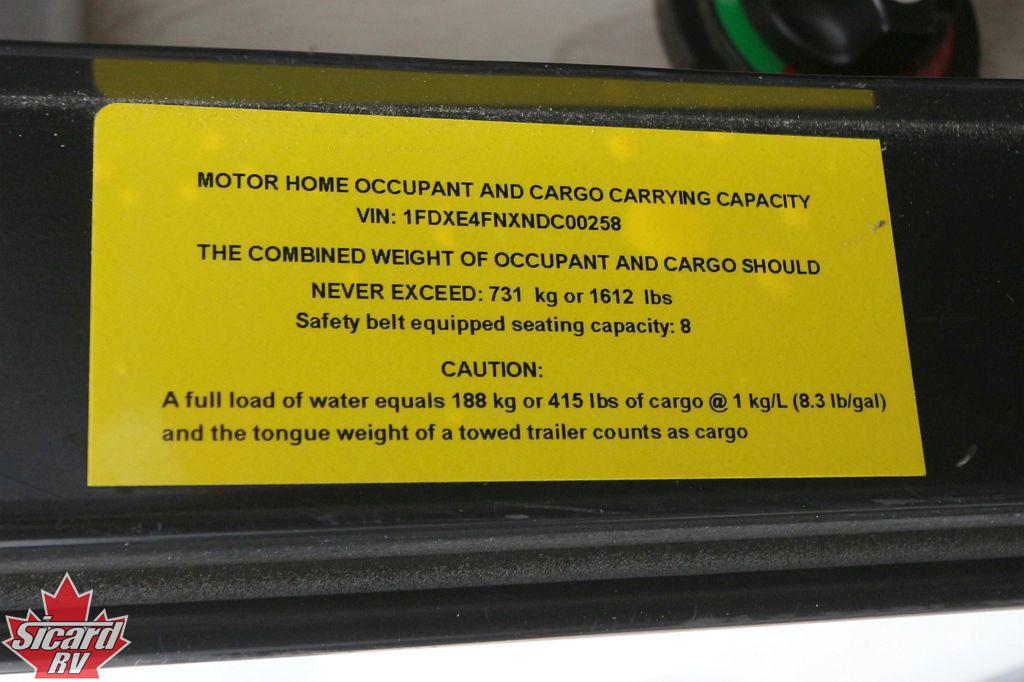 MOTOR HOME OCCUPANT AND CARGO CARRYING CAPACITY
VIN: 1FDXE4FNXNDC00258
THE COMBINED WEIGHT OF OCCUPANT AND CARGO SHOULD
NEVER EXCEED: 731 kg or 1612 lbs
Safety belt equipped seating capacity: 8
CAUTION:
A full load of water equals 188 kg or 415 lbs of cargo @ 1 kg/L (8.3 lb/gal)
and the tongue weight of a towed trailer counts as cargo
Sicard
RV